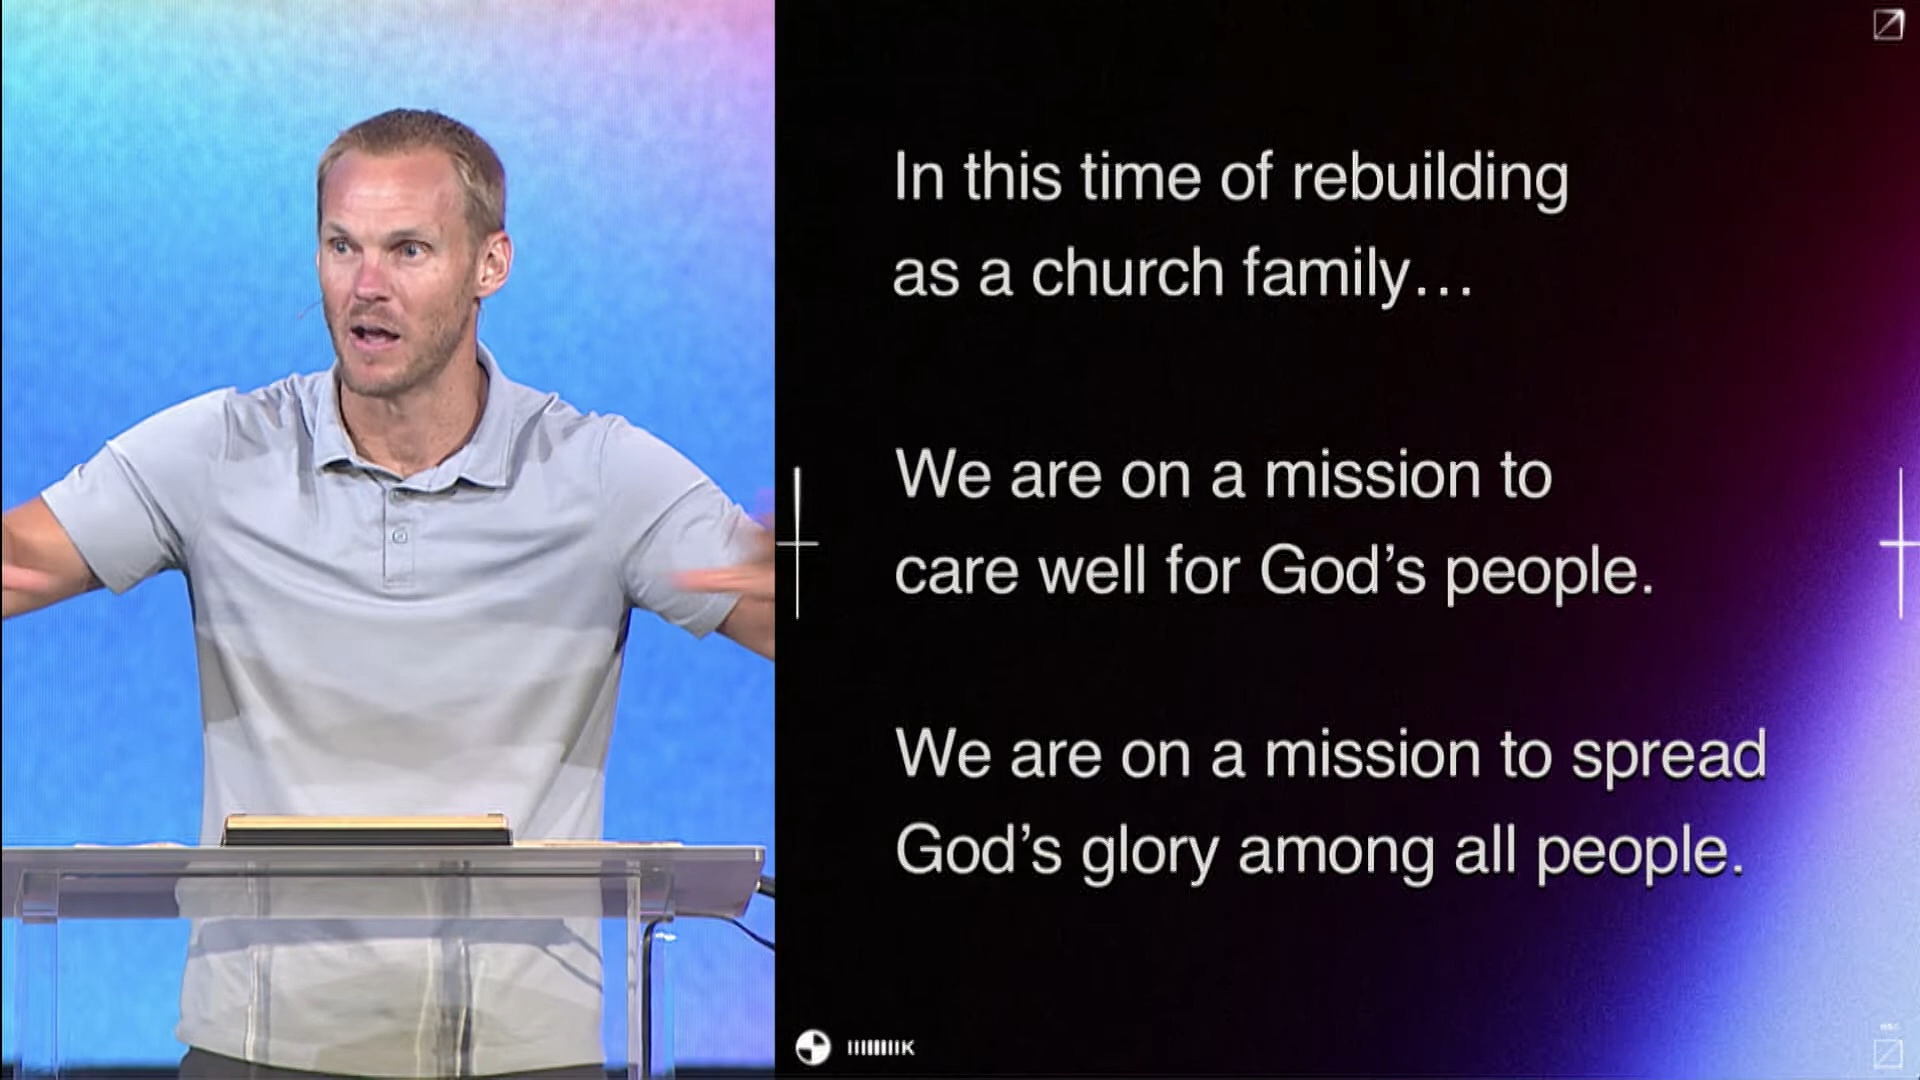 In this time of rebuilding
as a church family…
We are on a mission to
care well for God’s people.
We are on a mission to spread
God’s glory among all people.